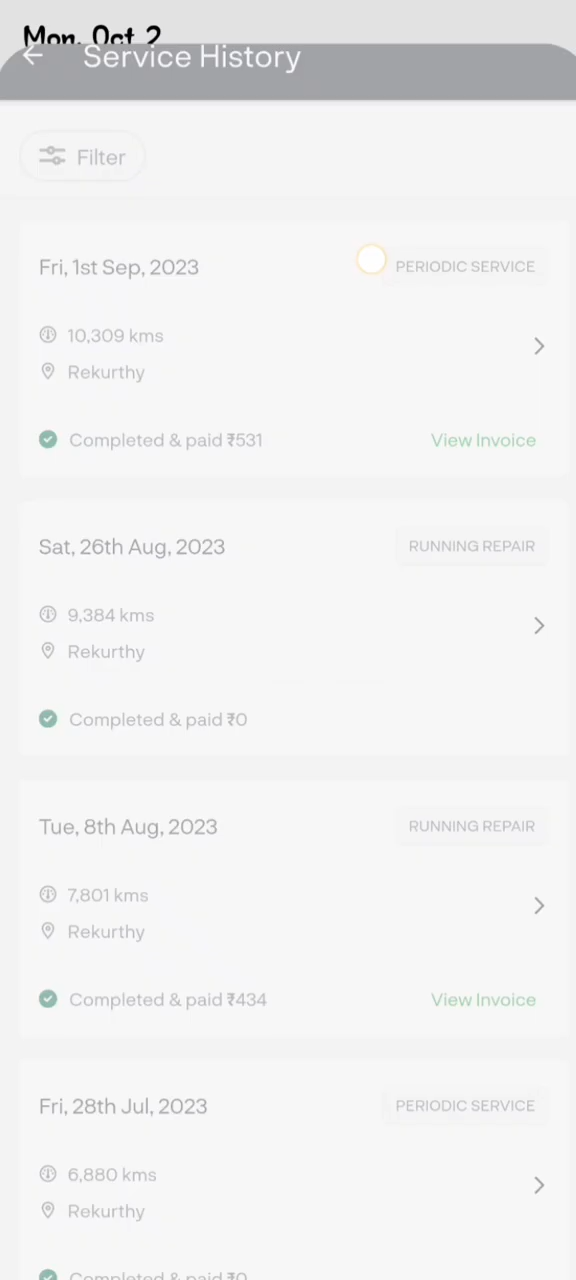 Mon, Oct 2
Service History
Filter
Fri, 1st Sep, 2023
PERIODIC SERVICE
10,309 kms
Rekurthy
Completed & paid ₹531
View Invoice
Sat, 26th Aug, 2023
RUNNING REPAIR
9,384 kms
Rekurthy
Completed & paid ₹0
Tue, 8th Aug, 2023
RUNNING REPAIR
7,801 kms
Rekurthy
Completed & paid ₹434
View Invoice
Fri, 28th Jul, 2023
PERIODIC SERVICE
6,880 kms
Rekurthy
Completed & paid ₹0